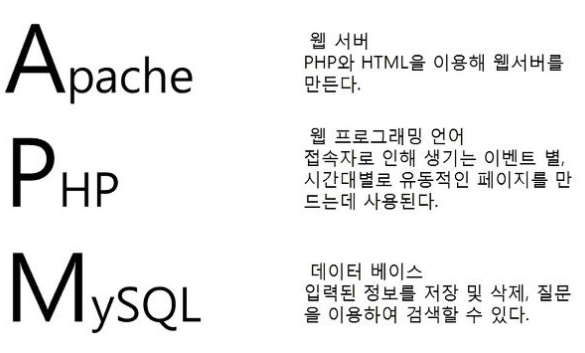 Apache
웹 서버
PHP와 HTML을 이용해 웹서버를
만든다.
PHP
웹 프로그래밍 언어
접속자로 인해 생기는 이벤트 별,
시간대별로 유동적인 페이지를 만
드는데 사용된다.
MySQL
데이터 베이스
입력된 정보를 저장 및 삭제, 질문
을 이용하여 검색할 수 있다.